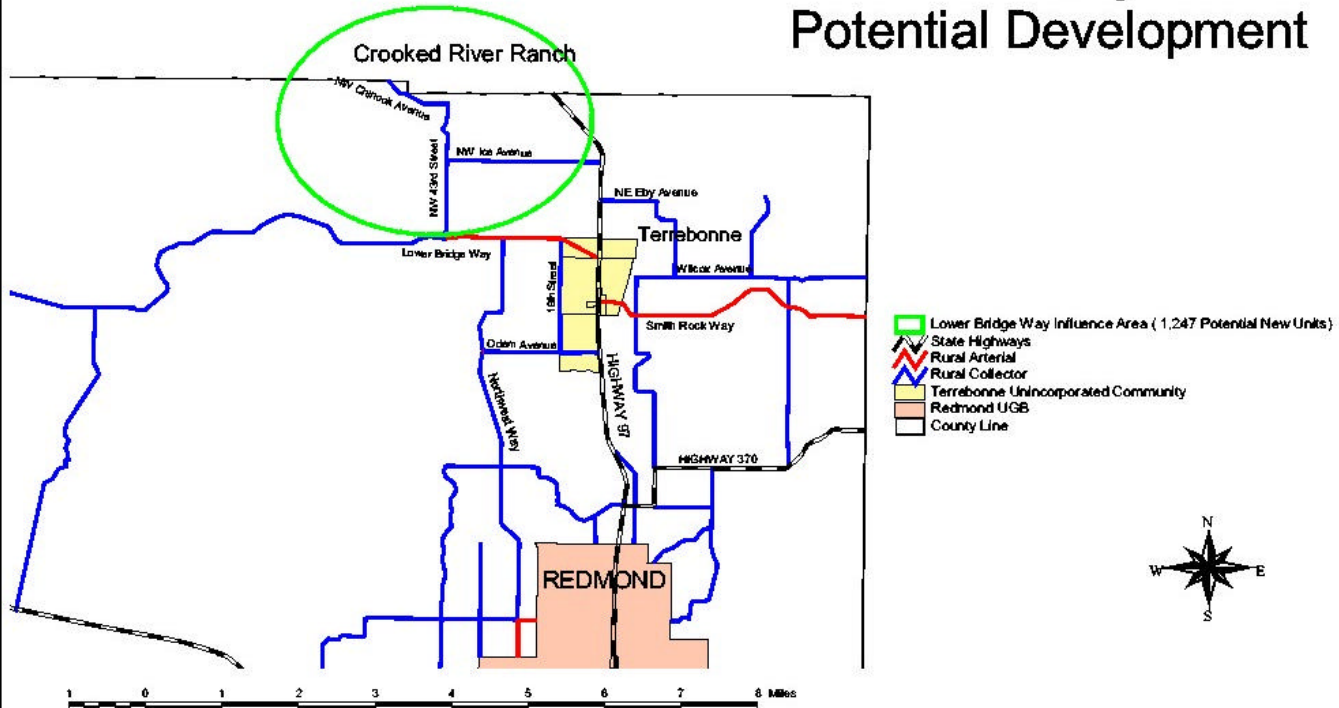 Potential Development
Crooked River Ranch
NW Chinook Avenue
NW 43rd Street
NW Ice Avenue
NE Eby Avenue
Terrebonne
Lower Bridge Way
Wilcox Avenue
19th Street
Smith Rock Way
Odem Avenue
HIGHWAY 97
Northwest Way
HIGHWAY 370
REDMOND
Lower Bridge Way Influence Area ( 1,247 Potential New Units)
State Highways
Rural Arterial
Rural Collector
Terrebonne Unincorporated Community
Redmond UGB
County Line
N
W E
S
1 0 1 2 3 4 5 6 7 8 Miles